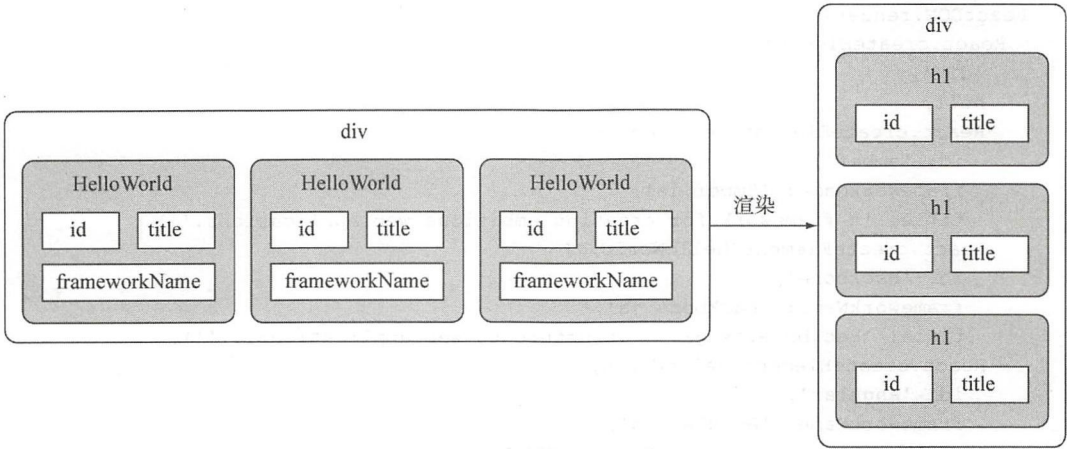 div
HelloWorld
id title
frameworkName
HelloWorld
id title
frameworkName
HelloWorld
id title
frameworkName
渲染
div
h1
id title
h1
id title
h1
id title